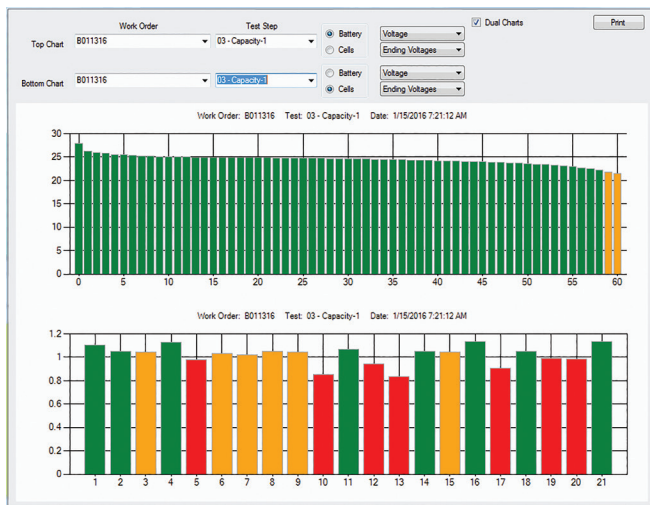 Work Order Test Step
Top Chart B011316 03 - Capacity-1 Battery Cells Voltage Ending Voltages Dual Charts Print
Bottom Chart B011316 03 - Capacity-1 Battery Cells Voltage Ending Voltages
Work Order: B011316 Test: 03 - Capacity-1 Date: 1/15/2016 7:21:12 AM
30
25
20
15
10
5
0
0 5 10 15 20 25 30 35 40 45 50 55 60
Work Order: B011316 Test: 03 - Capacity-1 Date: 1/15/2016 7:21:12 AM
1.2
1
0.8
0.6
0.4
0.2
0
1 2 3 4 5 6 7 8 9 10 11 12 13 14 15 16 17 18 19 20 21